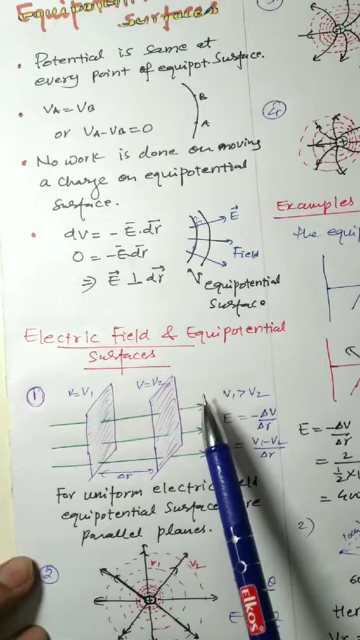 Equipotential
Surfaces
• Potential is same at
every point of equipot. Surface.
• VA = VB
or VA - VB = 0
B
A
• No work is done on moving
a charge on equipotential
surface.
• dV = - E . dr
0 = - E . dr
⇒ E ⊥ dr
E
Field
V
equipotential
Surface
Electric Field & Equipotential
Surfaces
①
V=V1
V=V2
Δr
V1 > V2
E = -ΔV/Δr
= V1-V2/Δr
For uniform electric
equipotential Surface are
parallel planes.
②
V1
V2
Elkos
④
Examples
the equi
E = -ΔV/Δr
2)